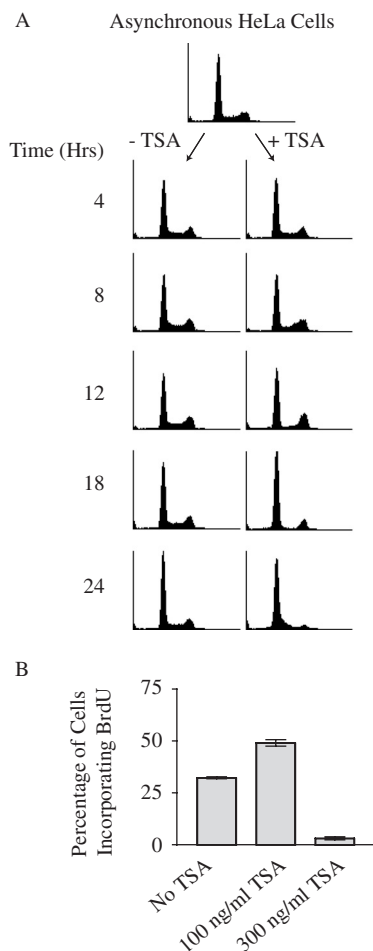 A
Asynchronous HeLa Cells
Time (Hrs)
- TSA
+ TSA
4
8
12
18
24
B
Percentage of Cells
Incorporating BrdU
75
50
25
0
No TSA
100 ng/ml TSA
300 ng/ml TSA